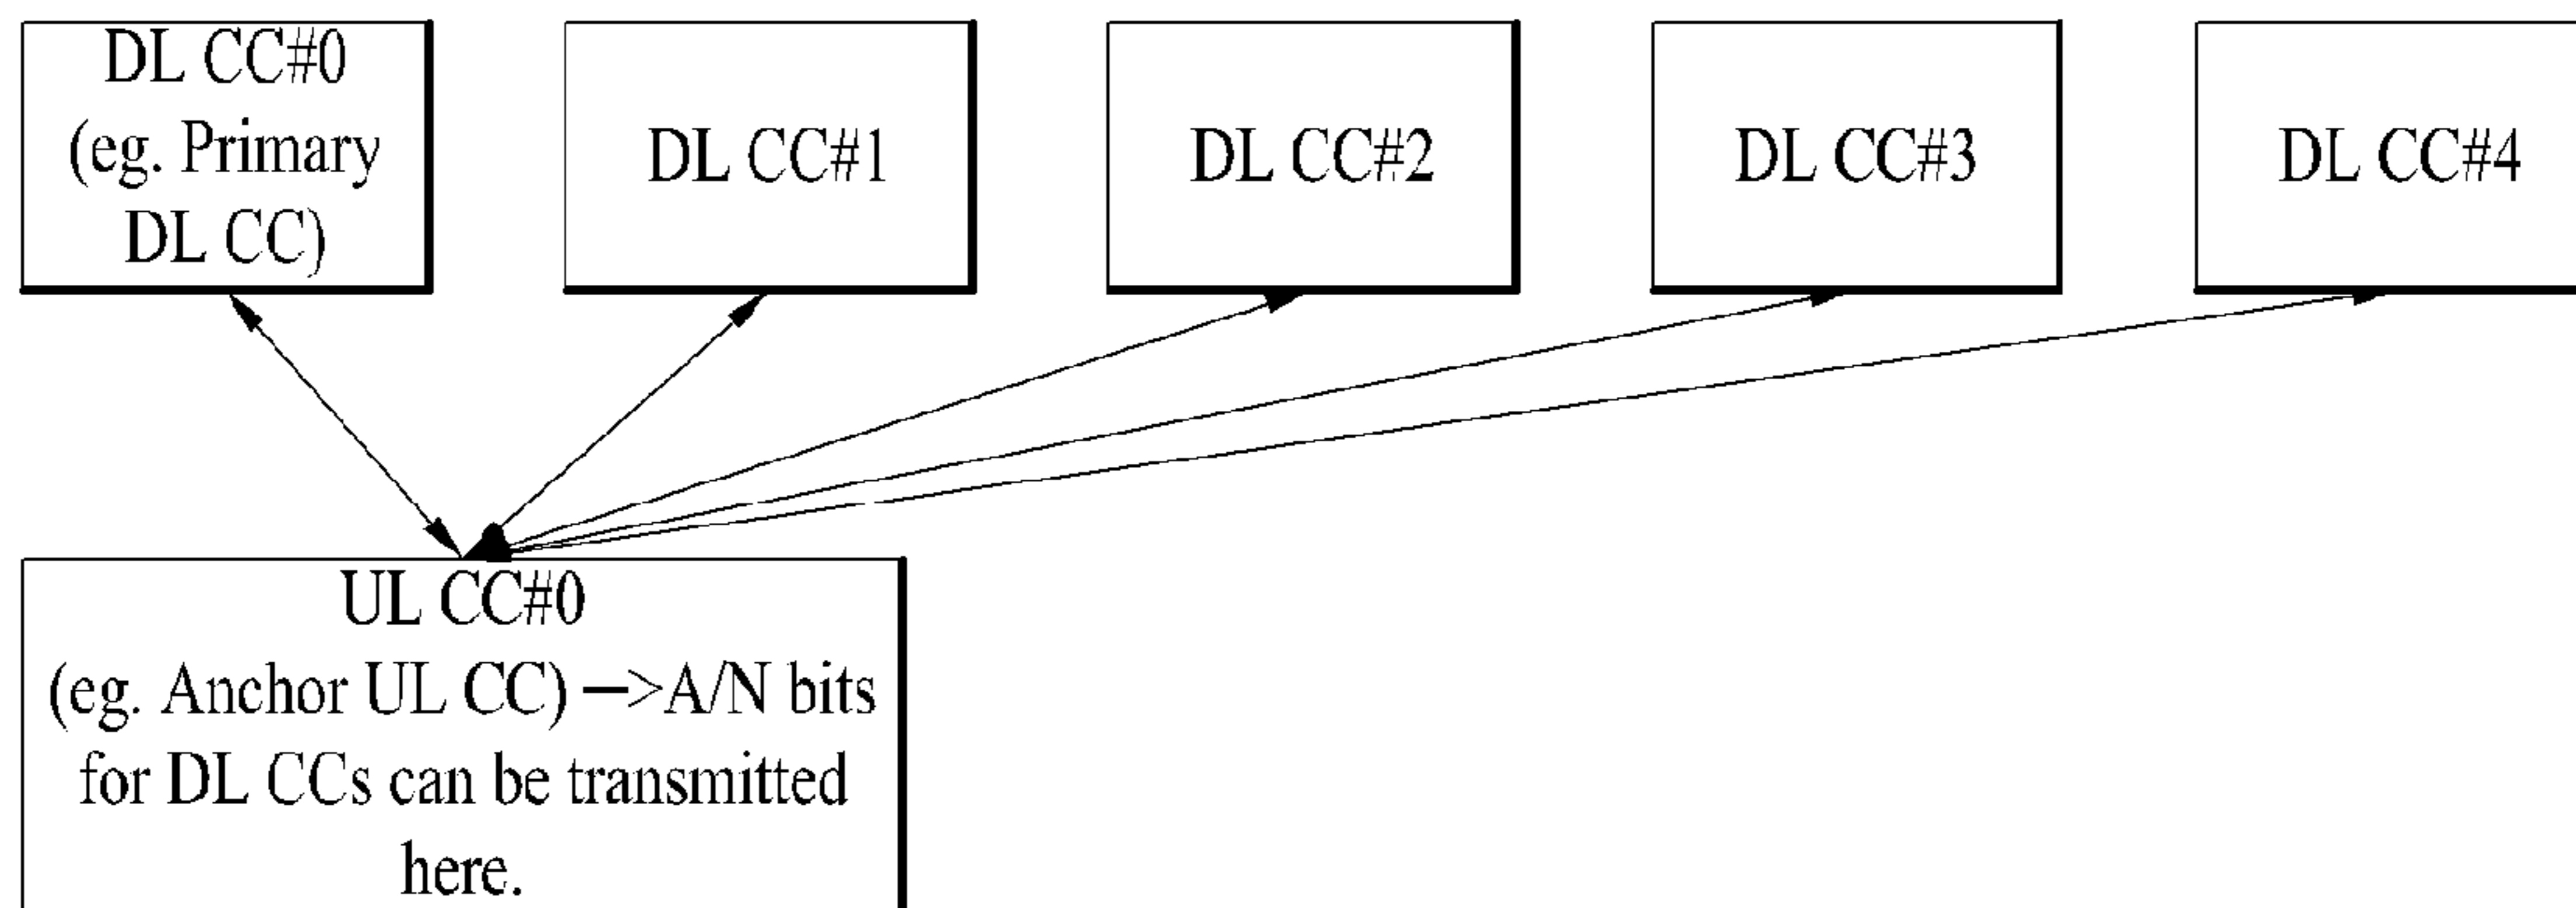 DL CC#0
(eg. Primary
DL CC)
DL CC#1
DL CC#2
DL CC#3
DL CC#4
UL CC#0
(eg. Anchor UL CC) —>A/N bits
for DL CCs can be transmitted
here.